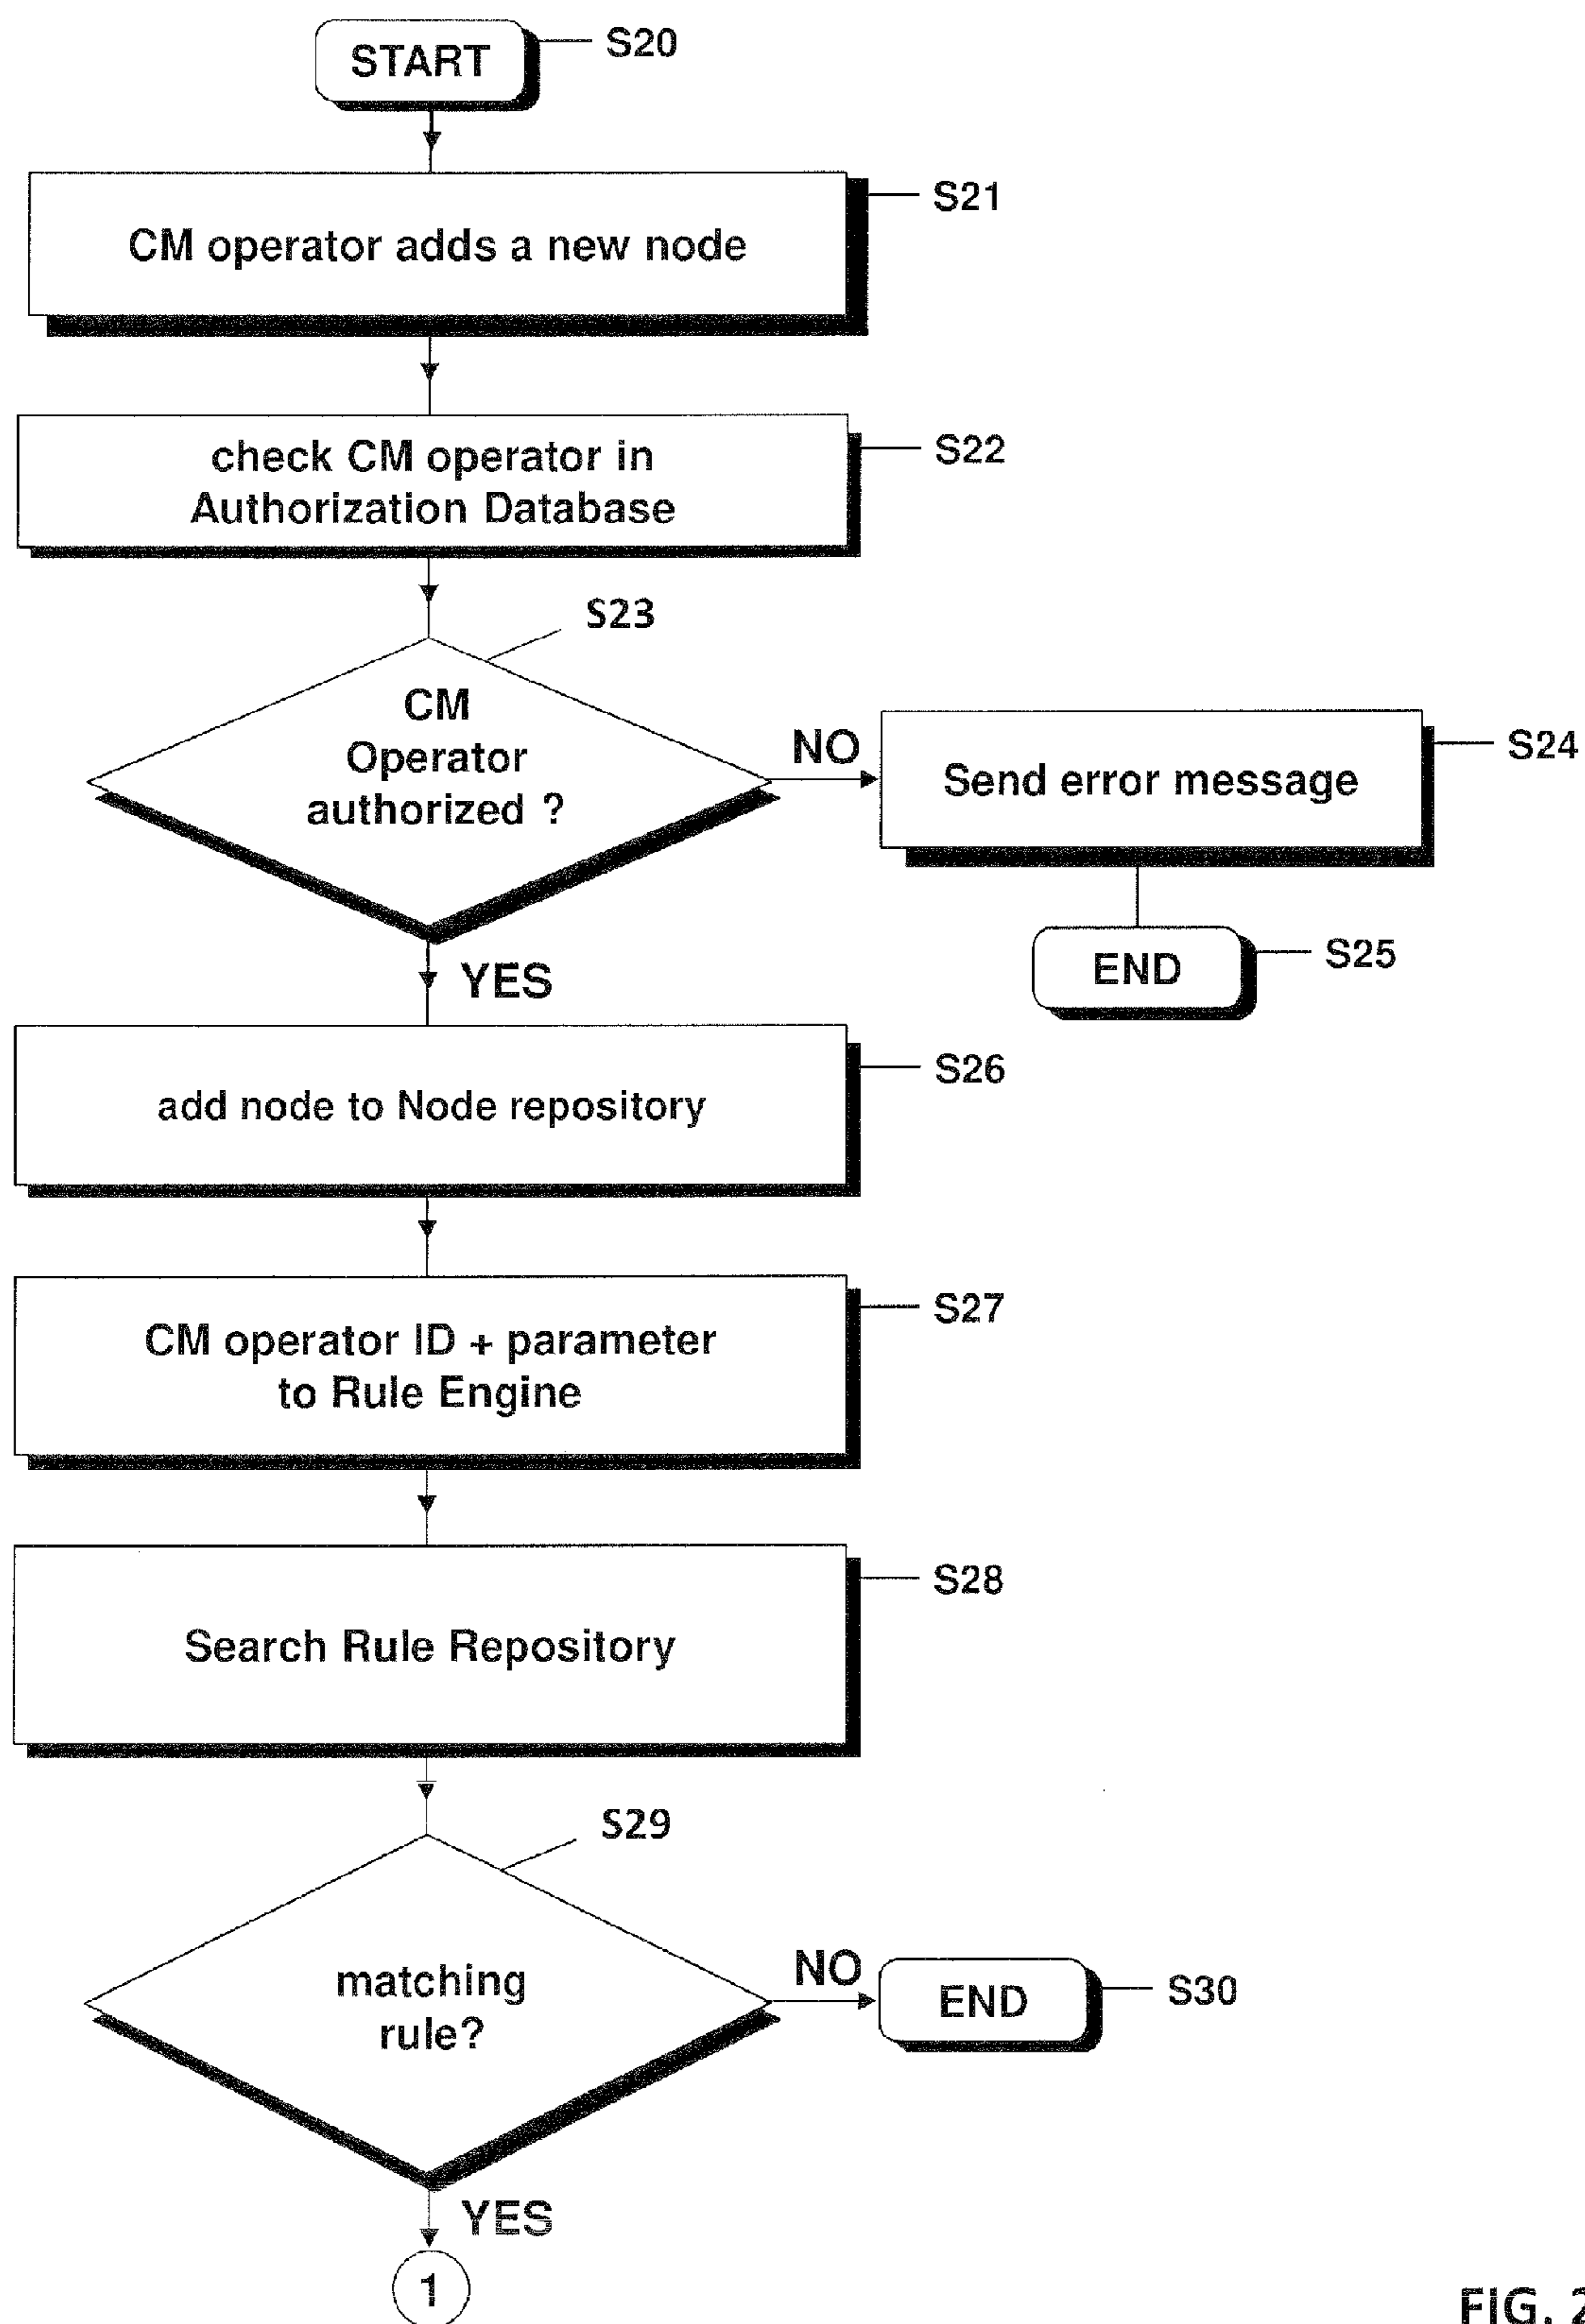 START
S20
CM operator adds a new node
S21
check CM operator in
Authorization Database
S22
S23
CM
Operator
authorized ?
NO
Send error message
S24
END
S25
YES
add node to Node repository
S26
CM operator ID + parameter
to Rule Engine
S27
Search Rule Repository
S28
S29
matching
rule?
NO
END
S30
YES
1
FIG. 2